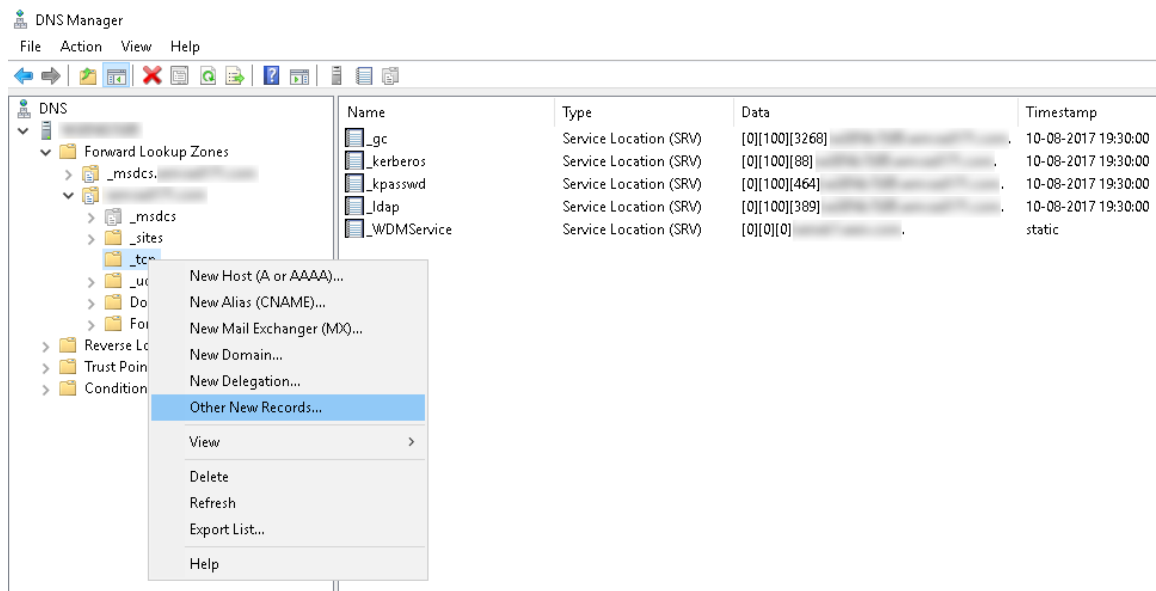 DNS Manager
File Action View Help
DNS
Forward Lookup Zones
_msdcs.
_msdcs
_sites
_tcp
Reverse Lo
Trust Poin
Condition
Name Type Data Timestamp
_gc Service Location (SRV) [0][100][3268] . 10-08-2017 19:30:00
_kerberos Service Location (SRV) [0][100][88] . 10-08-2017 19:30:00
_kpasswd Service Location (SRV) [0][100][464] . 10-08-2017 19:30:00
_ldap Service Location (SRV) [0][100][389] . 10-08-2017 19:30:00
_WDMService Service Location (SRV) [0][0][0] . static
New Host (A or AAAA)...
New Alias (CNAME)...
New Mail Exchanger (MX)...
New Domain...
New Delegation...
Other New Records...
View
Delete
Refresh
Export List...
Help